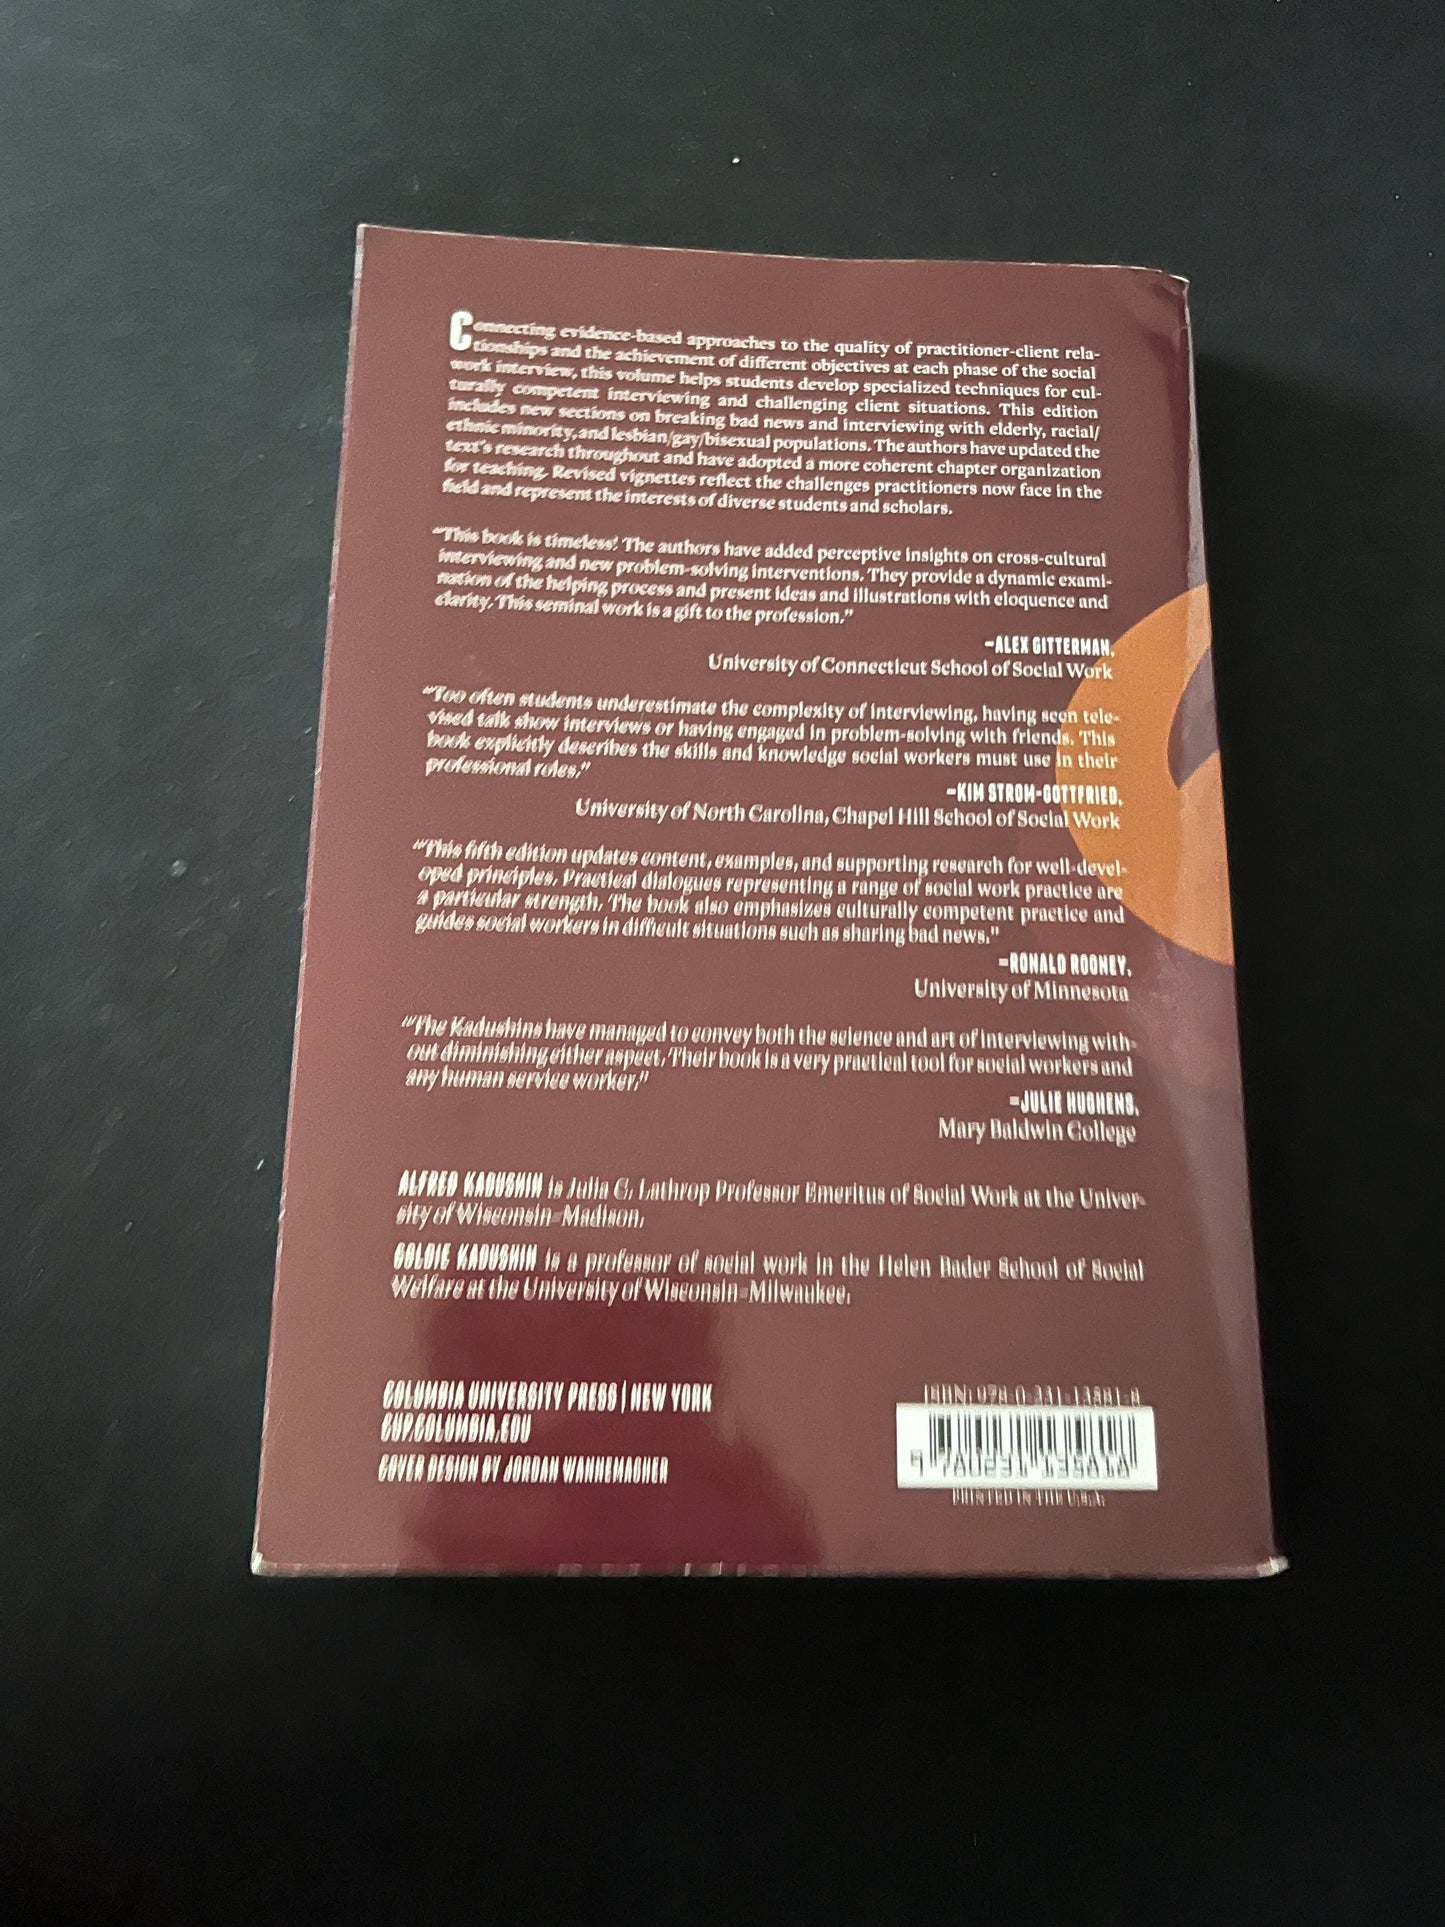 Connecting evidence-based approaches to the quality of practitioner-client rela-
tionships and the achievement of different objectives at each phase of the social
work interview, this volume helps students develop specialized techniques for cul-
turally competent interviewing and challenging client situations. This edition
includes new sections on breaking bad news and interviewing with elderly, racial/
ethnic minority, and lesbian/gay/bisexual populations. The authors have updated the
text's research throughout and have adopted a more coherent chapter organization
for teaching. Revised vignettes reflect the challenges practitioners now face in the
field and represent the interests of diverse students and scholars.
“This book is timeless! The authors have added perceptive insights on cross-cultural
interviewing and new problem-solving interventions. They provide a dynamic exami-
nation of the helping process and present ideas and illustrations with eloquence and
clarity. This seminal work is a gift to the profession.”
–ALEX GITTERMAN,
University of Connecticut School of Social Work
“Too often students underestimate the complexity of interviewing, having seen tele-
vised talk show interviews or having engaged in problem-solving with friends. This
book explicitly describes the skills and knowledge social workers must use in their
professional roles.”
–KIM STROM-GOTTFRIED,
University of North Carolina, Chapel Hill School of Social Work
“This fifth edition updates content, examples, and supporting research for well-devel-
oped principles. Practical dialogues representing a range of social work practice are
a particular strength. The book also emphasizes culturally competent practice and
guides social workers in difficult situations such as sharing bad news.”
–RONALD ROONEY,
University of Minnesota
“The Kadushins have managed to convey both the science and art of interviewing with-
out diminishing either aspect. Their book is a very practical tool for social workers and
any human service worker.”
–JULIE
Mary Baldwin College
ALFRED KADUSHIN is Julia C. Lathrop Professor Emeritus of Social Work at the Univer-
sity of Wisconsin–Madison.
GOLDIE KADUSHIN is a professor of social work in the Helen Bader School of Social
Welfare at the University of Wisconsin–Milwaukee.
COLUMBIA UNIVERSITY PRESS | NEW YORK
CUP.COLUMBIA.EDU
COVER DESIGN BY JORDAN WANNEMACHER
ISBN: 978-0-231-13581-8
9 780231 135818
PRINTED IN THE U.S.A.